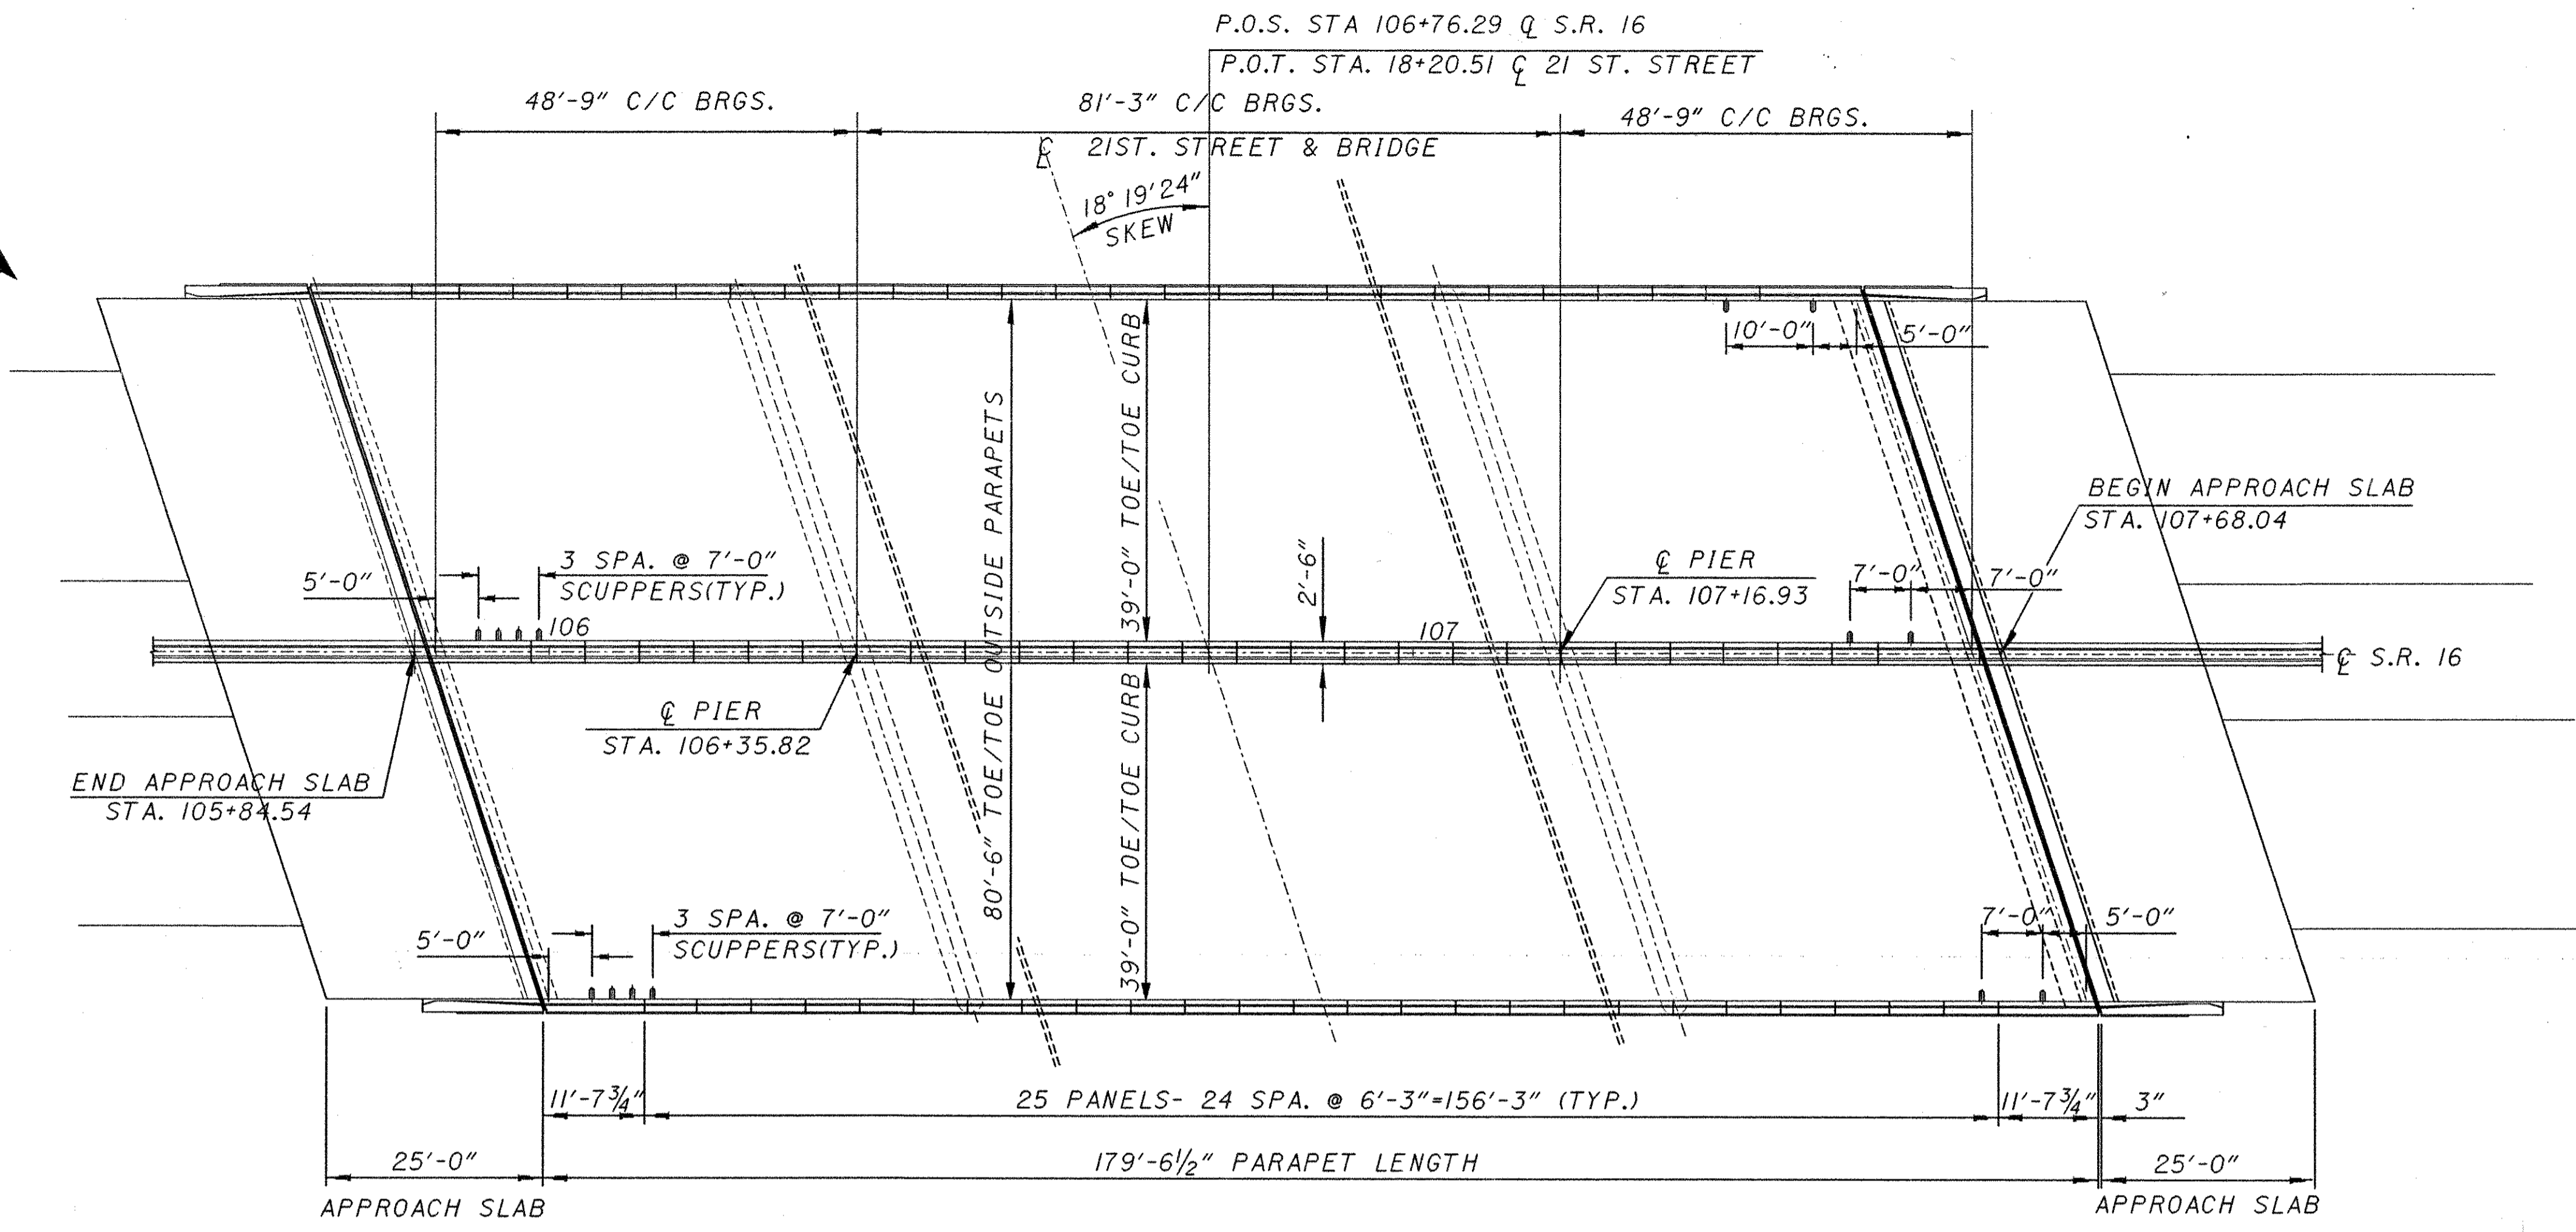 P.O.S. STA 106+76.29 ℄ S.R. 16
P.O.T. STA. 18+20.51 ℄ 21 ST. STREET
48'-9" C/C BRGS.
81'-3" C/C BRGS.
48'-9" C/C BRGS.
℄ 21ST. STREET & BRIDGE
18° 19'24"
SKEW
10'-0"
5'-0"
80'-6" TOE/TOE OUTSIDE PARAPETS
39'-0" TOE/TOE CURB
BEGIN APPROACH SLAB
STA. 107+68.04
3 SPA. @ 7'-0"
SCUPPERS(TYP.)
5'-0"
2'-6"
℄ PIER
STA. 107+16.93
7'-0"
7'-0"
106
107
℄ S.R. 16
℄ PIER
STA. 106+35.82
39'-0" TOE/TOE CURB
END APPROACH SLAB
STA. 105+84.54
3 SPA. @ 7'-0"
SCUPPERS(TYP.)
5'-0"
7'-0"
5'-0"
11'-7¾"
25 PANELS- 24 SPA. @ 6'-3"=156'-3" (TYP.)
11'-7¾"
3"
25'-0"
179'-6½" PARAPET LENGTH
25'-0"
APPROACH SLAB
APPROACH SLAB